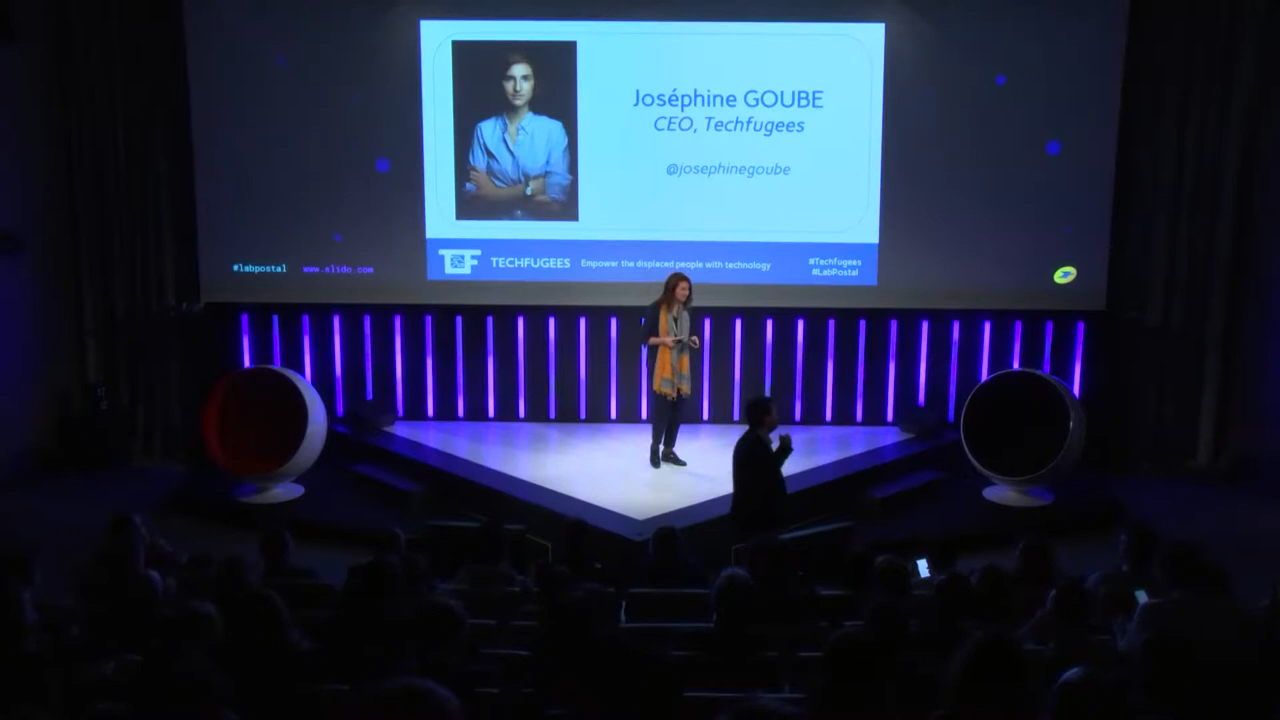 Joséphine GOUBE
CEO, Techfugees
@josephinegoube
TECHFUGEES
Empower the displaced people with technology
#Techfugees
#LabPostal
#labpostal
www.slido.com